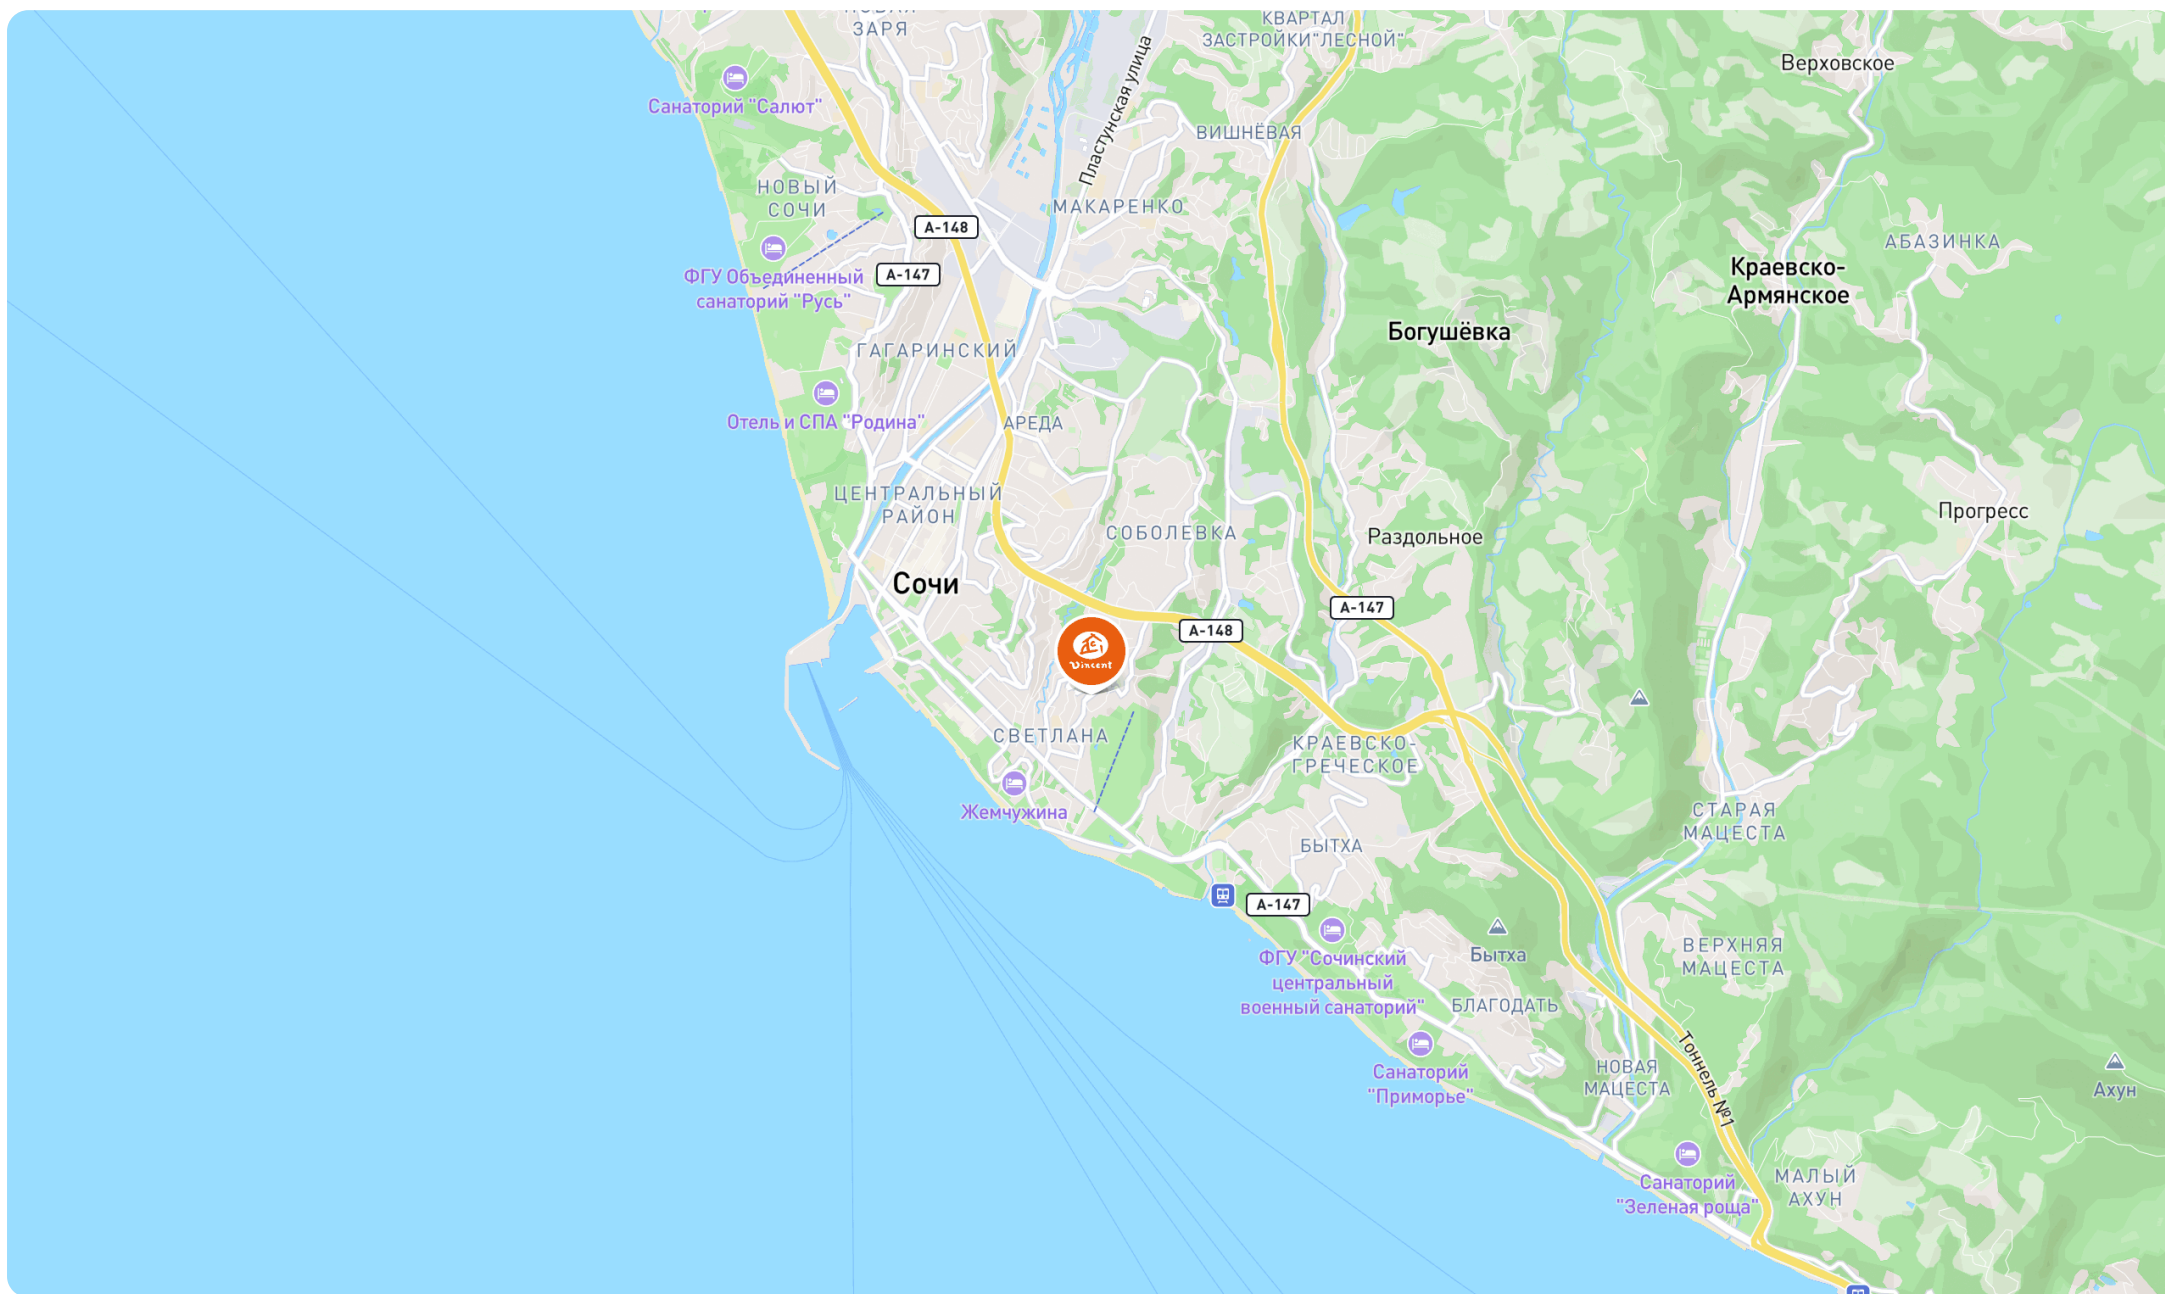 НОВАЯ
ЗАРЯ
КВАРТАЛ
ЗАСТРОЙКИ"ЛЕСНОЙ"
Верховское
Санаторий "Салют"
Пластунская улица
ВИШНЁВАЯ
НОВЫЙ
СОЧИ
МАКАРЕНКО
А-148
АБАЗИНКА
ФГУ Объединенный
санаторий "Русь"
А-147
Краевско-
Армянское
Богушёвка
ГАГАРИНСКИЙ
Отель и СПА "Родина"
АРЕДА
ЦЕНТРАЛЬНЫЙ
РАЙОН
Прогресс
СОБОЛЕВКА
Раздольное
Сочи
А-147
А-148
Vincent
СВЕТЛАНА
КРАЕВСКО-
ГРЕЧЕСКОЕ
Жемчужина
СТАРАЯ
МАЦЕСТА
БЫТХА
А-147
ФГУ "Сочинский
центральный
военный санаторий"
Бытха
ВЕРХНЯЯ
МАЦЕСТА
БЛАГОДАТЬ
Санаторий
"Приморье"
НОВАЯ
МАЦЕСТА
Тоннель №1
Ахун
Санаторий
"Зеленая роща"
МАЛЫЙ
АХУН